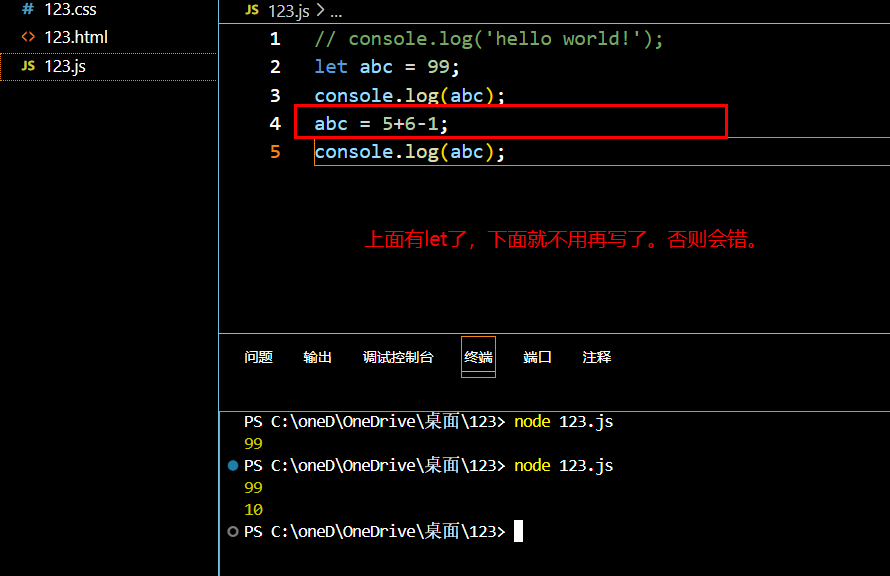 # 123.css
<> 123.html
JS 123.js
JS 123.js > ...
1 // console.log('hello world!');
2 let abc = 99;
3 console.log(abc);
4 abc = 5+6-1;
5 console.log(abc);
上面有let了，下面就不用再写了。否则会错。
问题 输出 调试控制台 终端 端口 注释
PS C:\oneD\OneDrive\桌面\123> node 123.js
99
PS C:\oneD\OneDrive\桌面\123> node 123.js
99
10
PS C:\oneD\OneDrive\桌面\123>